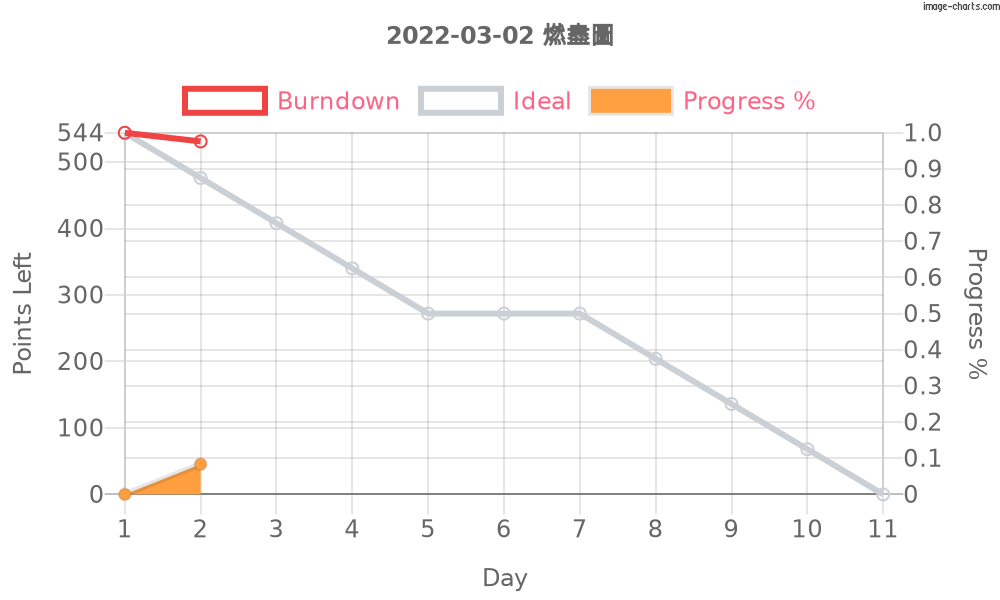 image-charts.com
2022-03-02 燃盡圖
Burndown Ideal Progress %
544
500
400
300
200
100
0
Points Left
1.0
0.9
0.8
0.7
0.6
0.5
0.4
0.3
0.2
0.1
0
Progress %
1 2 3 4 5 6 7 8 9 10 11
Day